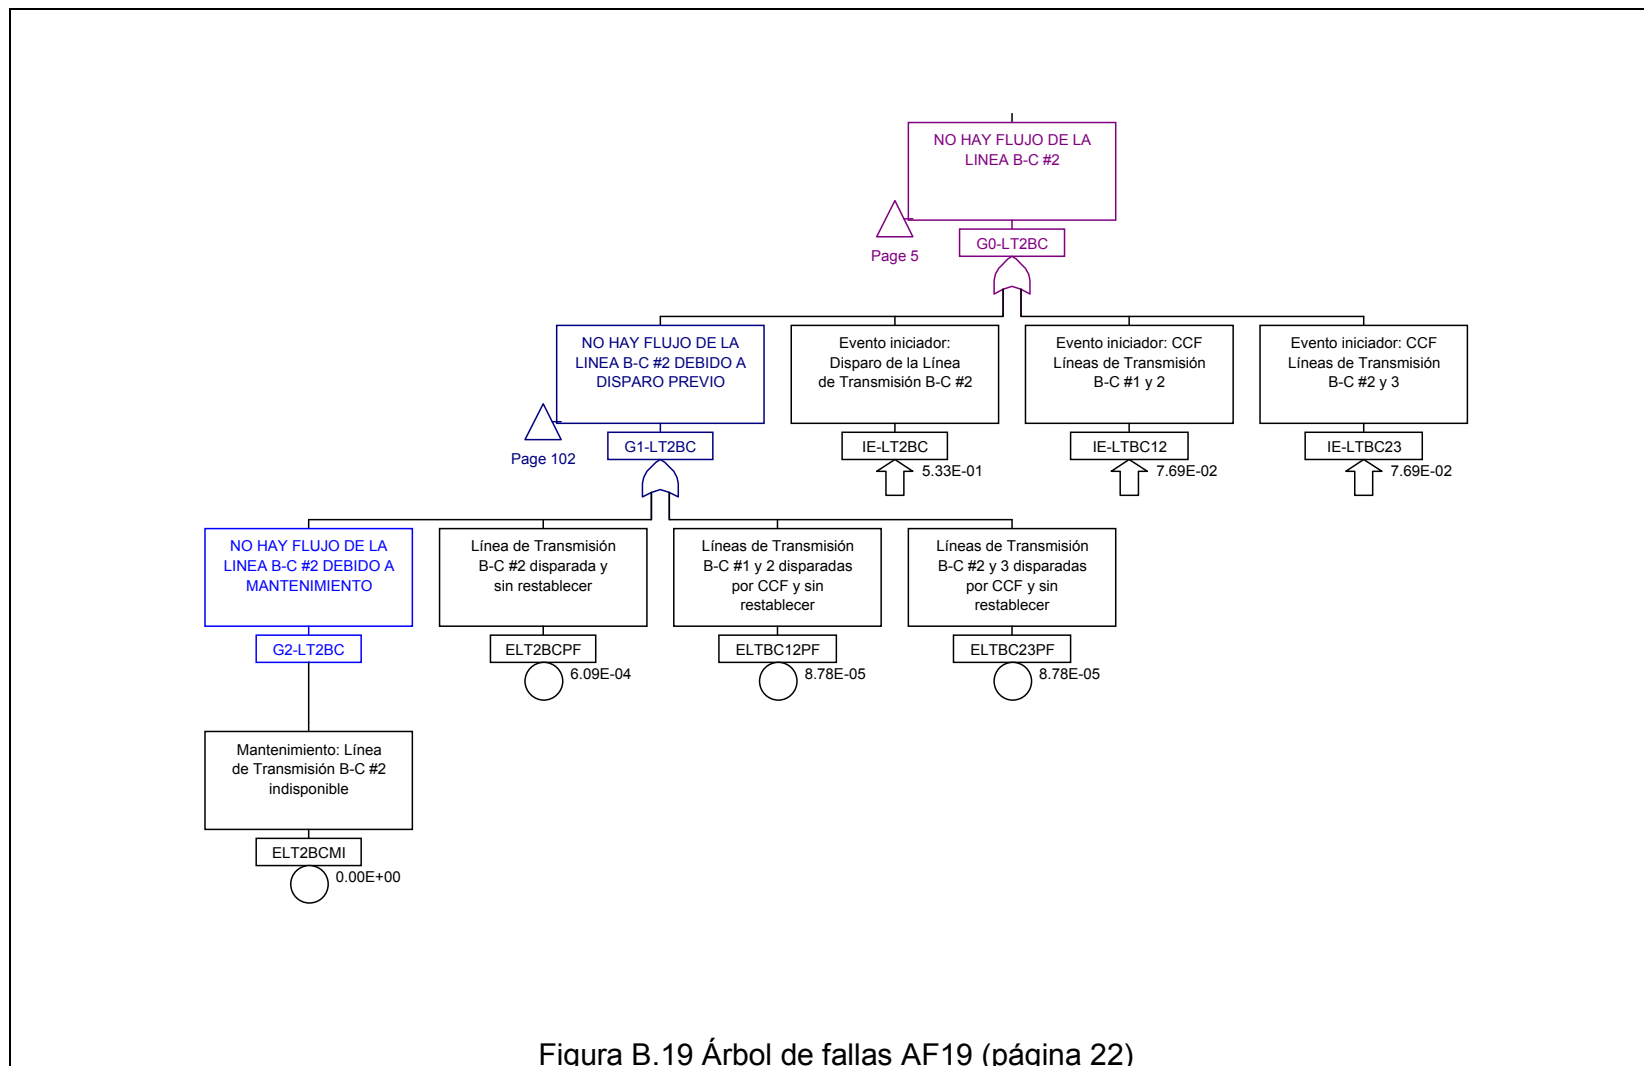 NO HAY FLUJO DE LA
LINEA B-C #2
Page 5
G0-LT2BC
NO HAY FLUJO DE LA
LINEA B-C #2 DEBIDO A
DISPARO PREVIO
Page 102
G1-LT2BC
Evento iniciador:
Disparo de la Línea
de Transmisión B-C #2
IE-LT2BC
5.33E-01
Evento iniciador: CCF
Líneas de Transmisión
B-C #1 y 2
IE-LTBC12
7.69E-02
Evento iniciador: CCF
Líneas de Transmisión
B-C #2 y 3
IE-LTBC23
7.69E-02
NO HAY FLUJO DE LA
LINEA B-C #2 DEBIDO A
MANTENIMIENTO
G2-LT2BC
Línea de Transmisión
B-C #2 disparada y
sin restablecer
ELT2BCPF
6.09E-04
Líneas de Transmisión
B-C #1 y 2 disparadas
por CCF y sin
restablecer
ELTBC12PF
8.78E-05
Líneas de Transmisión
B-C #2 y 3 disparadas
por CCF y sin
restablecer
ELTBC23PF
8.78E-05
Mantenimiento: Línea
de Transmisión B-C #2
indisponible
ELT2BCMI
0.00E+00
Figura B.19 Árbol de fallas AF19 (página 22)